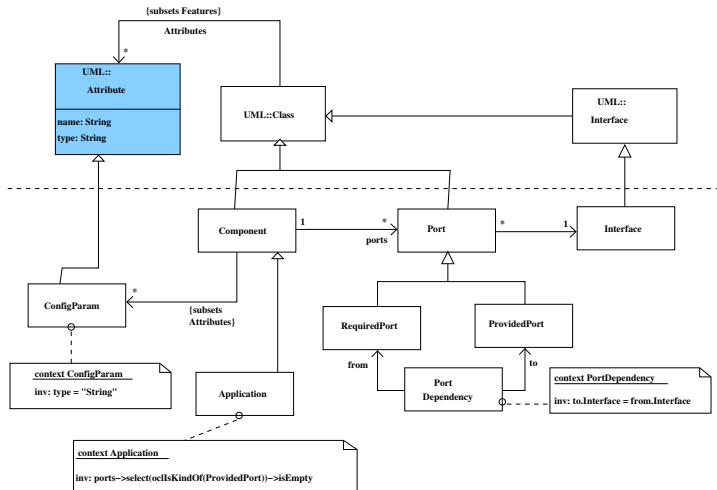 {subsets Features}
Attributes
*
UML::
Attribute
name: String
type: String
UML::Class
UML::
Interface
Component
1
*
ports
Port
*
1
Interface
ConfigParam
*
{subsets
Attributes}
RequiredPort
ProvidedPort
from
to
Port
Dependency
Application
context ConfigParam
inv: type = "String"
context PortDependency
inv: to.Interface = from.Interface
context Application
inv: ports->select(oclIsKindOf(ProvidedPort))->isEmpty